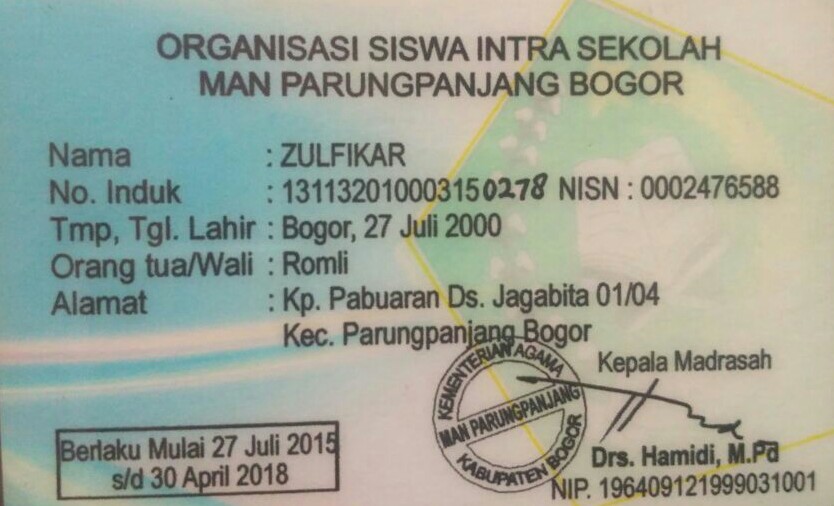 ORGANISASI SISWA INTRA SEKOLAH
MAN PARUNGPANJANG BOGOR
Nama : ZULFIKAR
No. Induk : 131132010003150278 NISN : 0002476588
Tmp, Tgl. Lahir : Bogor, 27 Juli 2000
Orang tua/Wali : Romli
Alamat : Kp. Pabuaran Ds. Jagabita 01/04
Kec. Parungpanjang Bogor
KEMENTERIAN AGAMA
MAN PARUNGPANJANG
KABUPATEN BOGOR
Kepala Madrasah
Berlaku Mulai 27 Juli 2015
s/d 30 April 2018
Drs. Hamidi, M.Pd
NIP. 196409121999031001